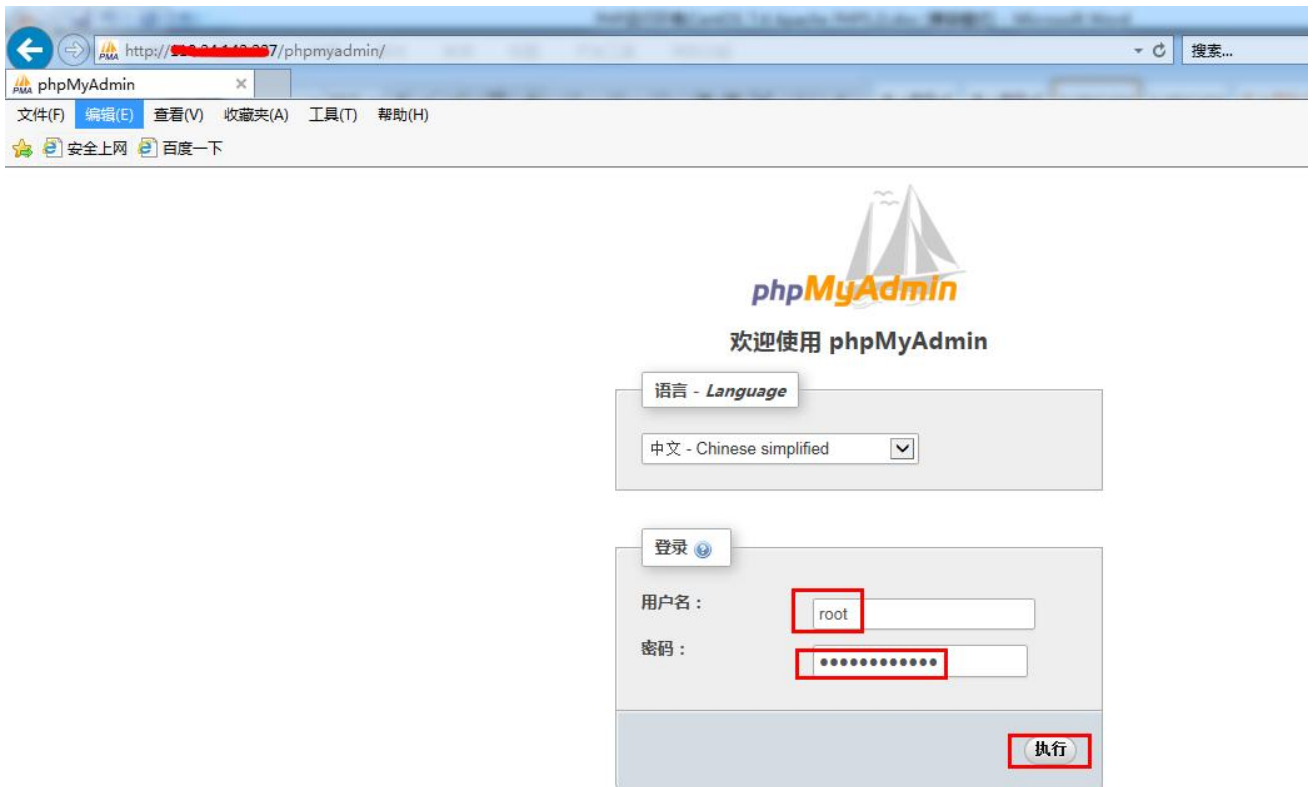 PMA http:// 7/phpmyadmin/
搜索...
PMA phpMyAdmin
文件(F) 编辑(E) 查看(V) 收藏夹(A) 工具(T) 帮助(H)
安全上网 百度一下
phpMyAdmin
欢迎使用 phpMyAdmin
语言 - Language
中文 - Chinese simplified
登录
用户名：
root
密码：
••••••••••••
执行